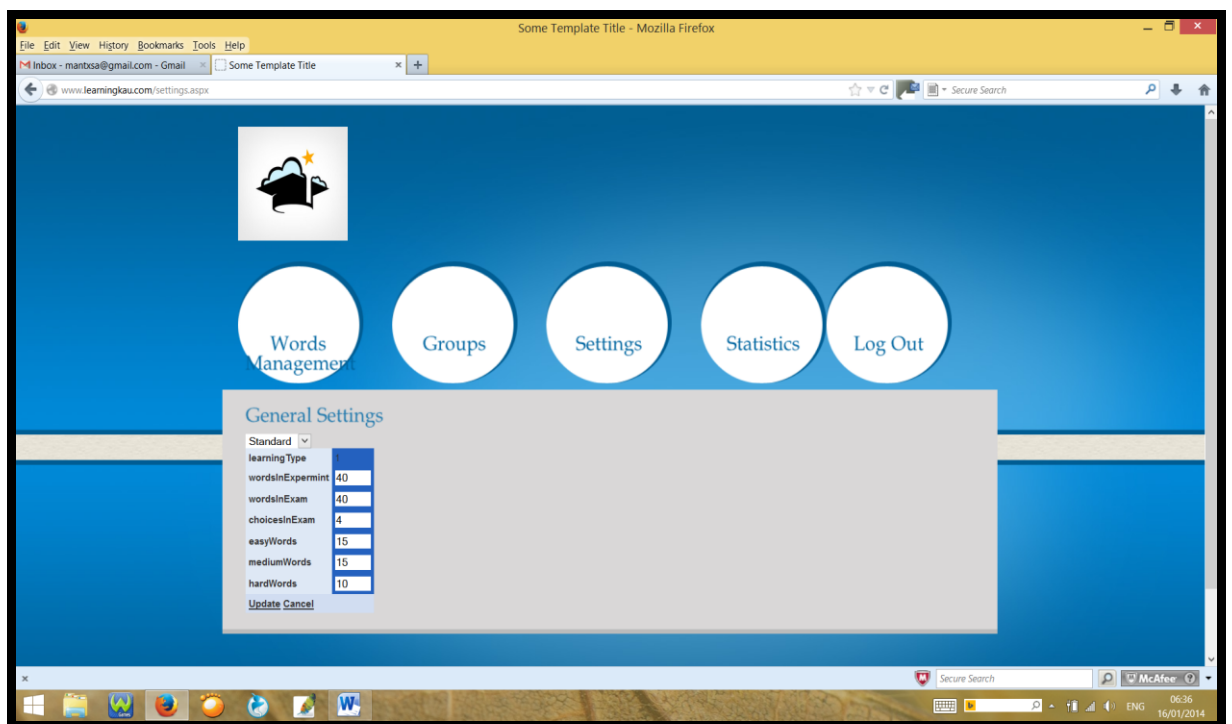 Some Template Title - Mozilla Firefox
File Edit View History Bookmarks Tools Help
Inbox - mantxsa@gmail.com - Gmail × Some Template Title × +
www.learningkau.com/settings.aspx Secure Search
Words Management
Groups
Settings
Statistics
Log Out
General Settings
Standard
learningType 1
wordsInExpermint 40
wordsInExam 40
choicesInExam 4
easyWords 15
mediumWords 15
hardWords 10
Update Cancel
× Secure Search McAfee
ENG 06:36
16/01/2014